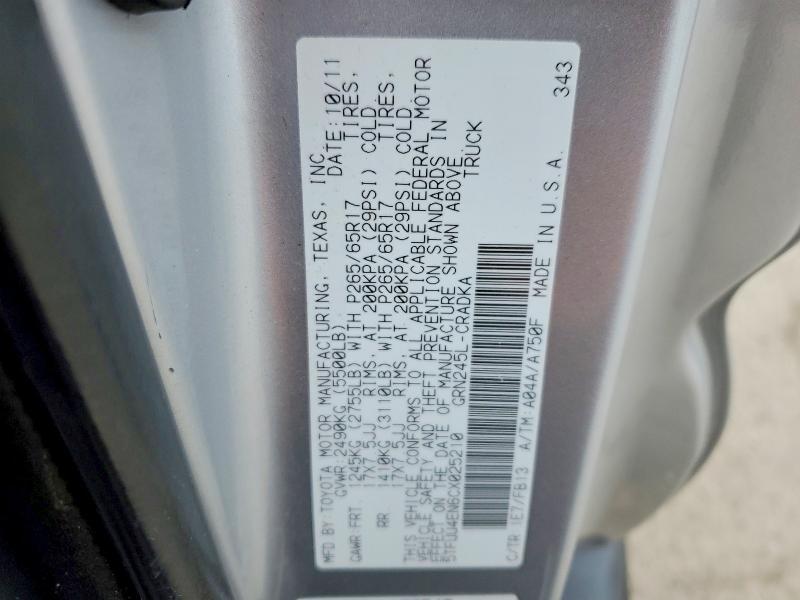 MFD BY TOYOTA MOTOR MANUFACTURING, TEXAS, INC. DATE:10/11
GVWR:2490KG (5500LB)
GAWR:FRT. 1245KG (2755LB) WITH P265/65R17 TIRES,
17X7.5JJ RIMS, AT 200KPA (29PSI) COLD.
RR. 1410KG (3110LB) WITH P265/65R17 TIRES,
17X7.5JJ RIMS, AT 200KPA (29PSI) COLD.
THIS VEHICLE CONFORMS TO ALL APPLICABLE FEDERAL MOTOR
VEHICLE SAFETY AND THEFT PREVENTION STANDARDS IN
EFFECT ON THE DATE OF MANUFACTURE SHOWN ABOVE.
5TFUU4EN6CX025210 GRN245L-CRADKA TRUCK
C/TR: 1E7/FB13 A/TM:A04A/A750F MADE IN U.S.A. 343